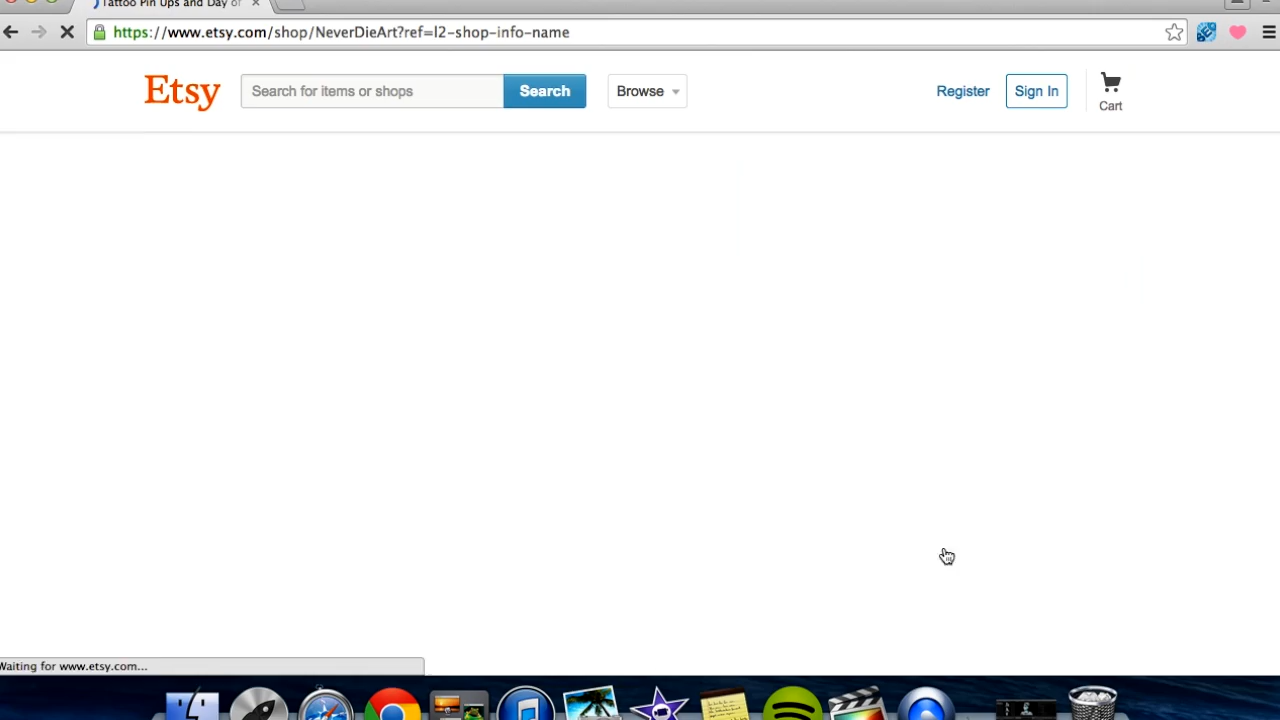 Tattoo Pin Ups and Day of
https://www.etsy.com/shop/NeverDieArt?ref=l2-shop-info-name
Etsy
Search for items or shops
Search
Browse
Register
Sign In
Cart
Waiting for www.etsy.com...